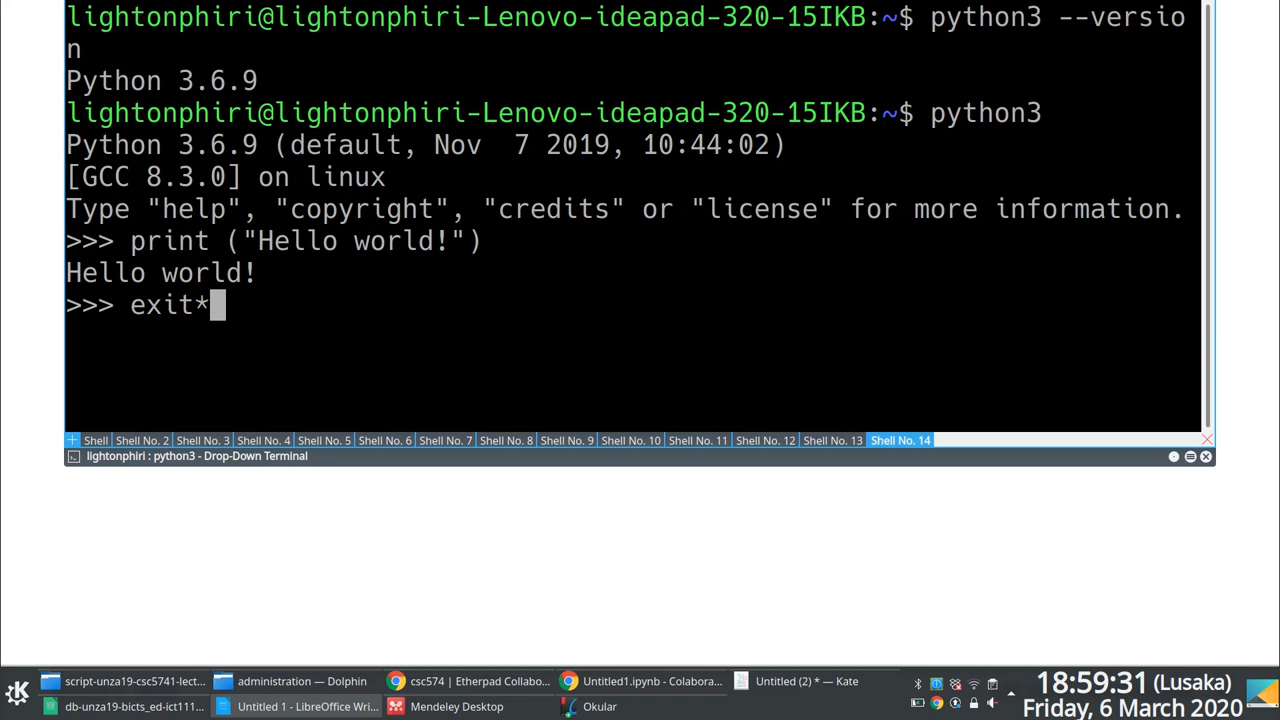 lightonphiri@lightonphiri-Lenovo-ideapad-320-15IKB:~$ python3 --versio
n
Python 3.6.9
lightonphiri@lightonphiri-Lenovo-ideapad-320-15IKB:~$ python3
Python 3.6.9 (default, Nov  7 2019, 10:44:02)
[GCC 8.3.0] on linux
Type "help", "copyright", "credits" or "license" for more information.
>>> print ("Hello world!")
Hello world!
>>> exit*
Shell Shell No. 2 Shell No. 3 Shell No. 4 Shell No. 5 Shell No. 6 Shell No. 7 Shell No. 8 Shell No. 9 Shell No. 10 Shell No. 11 Shell No. 12 Shell No. 13 Shell No. 14
lightonphiri : python3 - Drop-Down Terminal
script-unza19-csc5741-lect... administration — Dolphin csc574 | Etherpad Collabo... Untitled1.ipynb - Colabora... Untitled (2) * — Kate 18:59:31 (Lusaka)
db-unza19-bicts_ed-ict111... Untitled 1 - LibreOffice Wri... Mendeley Desktop Okular Friday, 6 March 2020